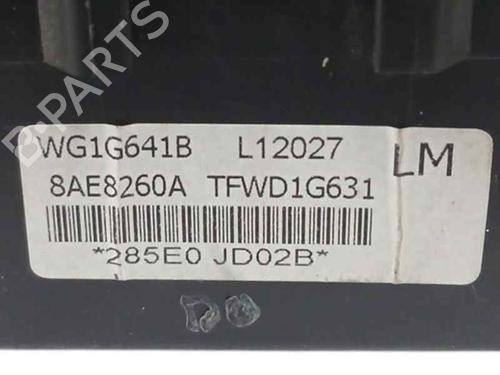 B PARTS
WG1G641B L12027 LM
8AE8260A TFWD1G631
*285E0 JD02B*